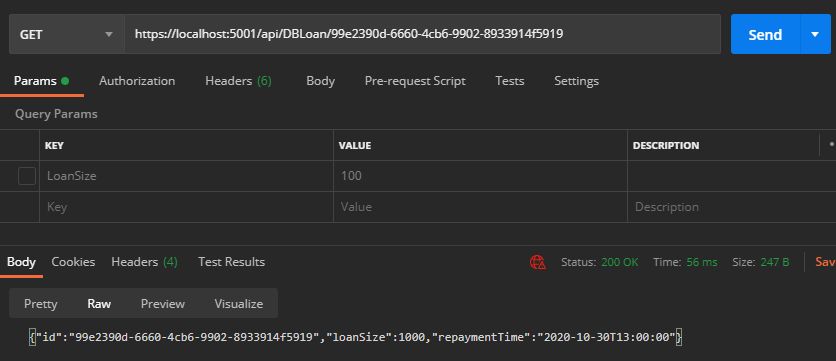 GET https://localhost:5001/api/DBLoan/99e2390d-6660-4cb6-9902-8933914f5919 Send
Params Authorization Headers (6) Body Pre-request Script Tests Settings
Query Params
KEY VALUE DESCRIPTION
LoanSize 100
Key Value Description
Body Cookies Headers (4) Test Results Status: 200 OK Time: 56 ms Size: 247 B Sav
Pretty Raw Preview Visualize
{"id":"99e2390d-6660-4cb6-9902-8933914f5919","loanSize":1000,"repaymentTime":"2020-10-30T13:00:00"}